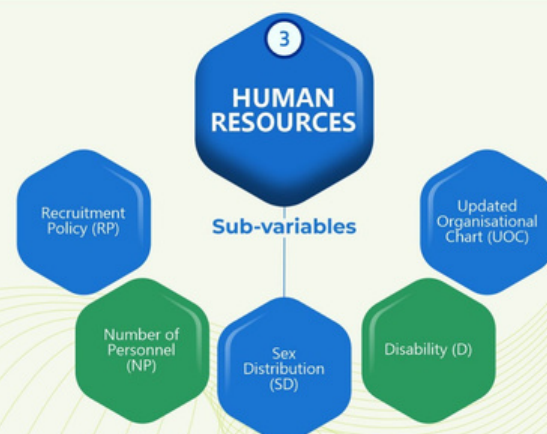 3
HUMAN
RESOURCES
Sub-variables
Recruitment
Policy (RP)
Updated
Organisational
Chart (UOC)
Number of
Personnel
(NP)
Sex
Distribution
(SD)
Disability (D)